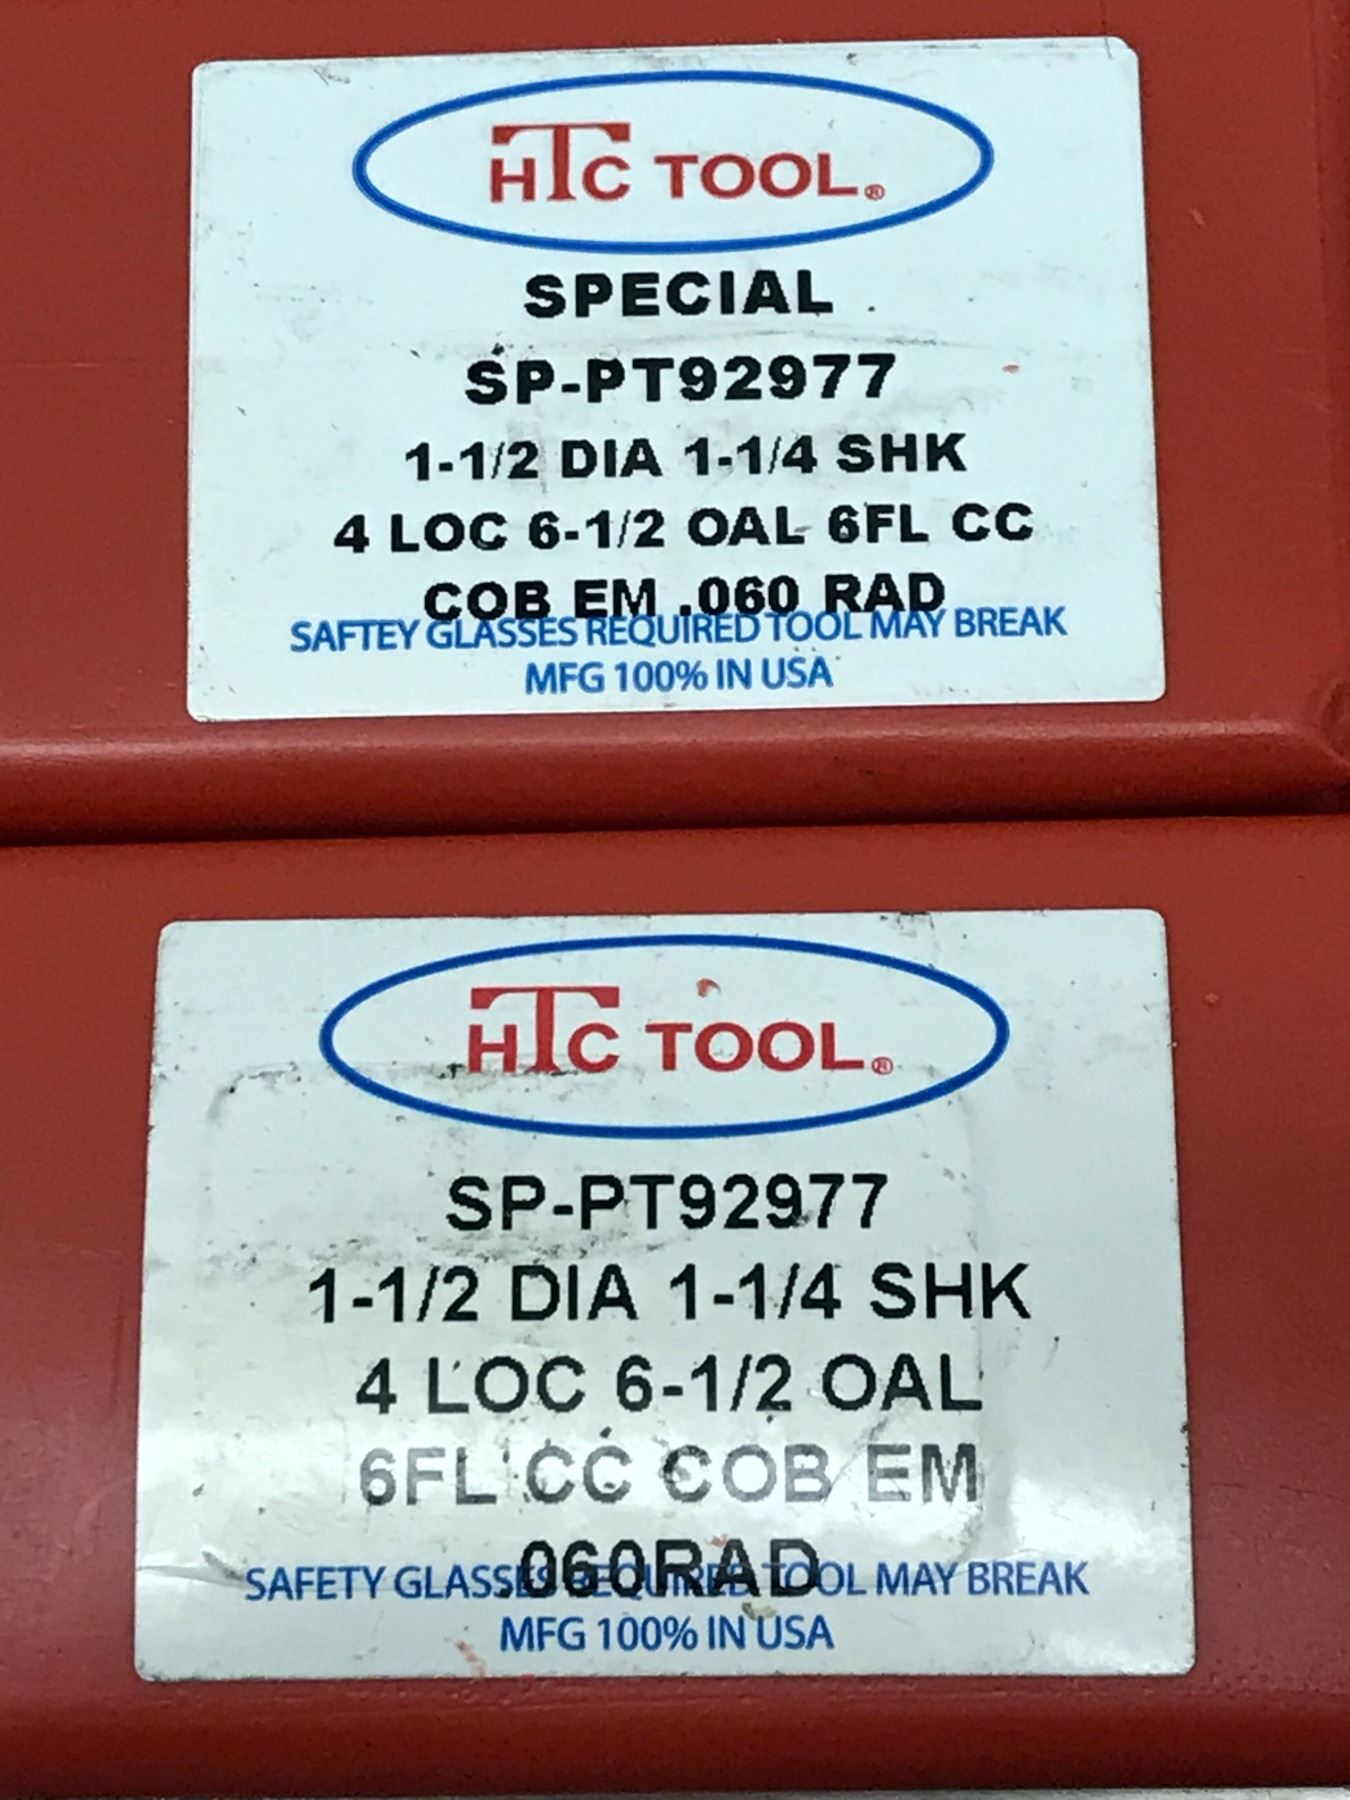 HTC TOOL®
SPECIAL
SP-PT92977
1-1/2 DIA 1-1/4 SHK
4 LOC 6-1/2 OAL 6FL CC
COB EM .060 RAD
SAFTEY GLASSES REQUIRED TOOL MAY BREAK
MFG 100% IN USA
HTC TOOL®
SP-PT92977
1-1/2 DIA 1-1/4 SHK
4 LOC 6-1/2 OAL
6FL CC COB EM
.060RAD
SAFETY GLASSES REQUIRED TOOL MAY BREAK
MFG 100% IN USA